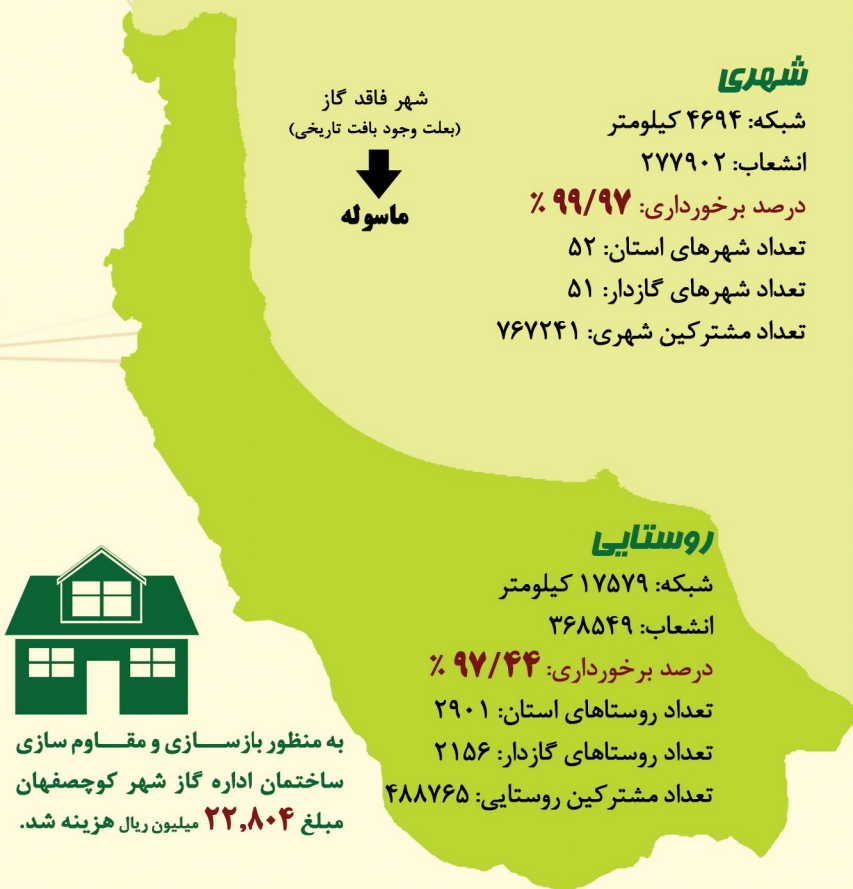 شهری
شبکه: ۴۶۹۴ کیلومتر
انشعاب: ۲۷۷۹۰۲
درصد برخورداری: ۹۹/۹۷ ٪
تعداد شهرهای استان: ۵۲
تعداد شهرهای گازدار: ۵۱
تعداد مشترکین شهری: ۷۶۷۲۴۱
شهر فاقد گاز
(بعلت وجود بافت تاریخی)
ماسوله
روستایی
شبکه: ۱۷۵۷۹ کیلومتر
انشعاب: ۳۶۸۵۴۹
درصد برخورداری: ۹۷/۴۴ ٪
تعداد روستاهای استان: ۲۹۰۱
تعداد روستاهای گازدار: ۲۱۵۶
تعداد مشترکین روستایی: ۴۸۸۷۶۵
به منظور بازســـازی و مقـــاوم سازی
ساختمان اداره گاز شهر کوچصفهان
مبلغ ۲۲,۸۰۴ میلیون ریال هزینه شد.